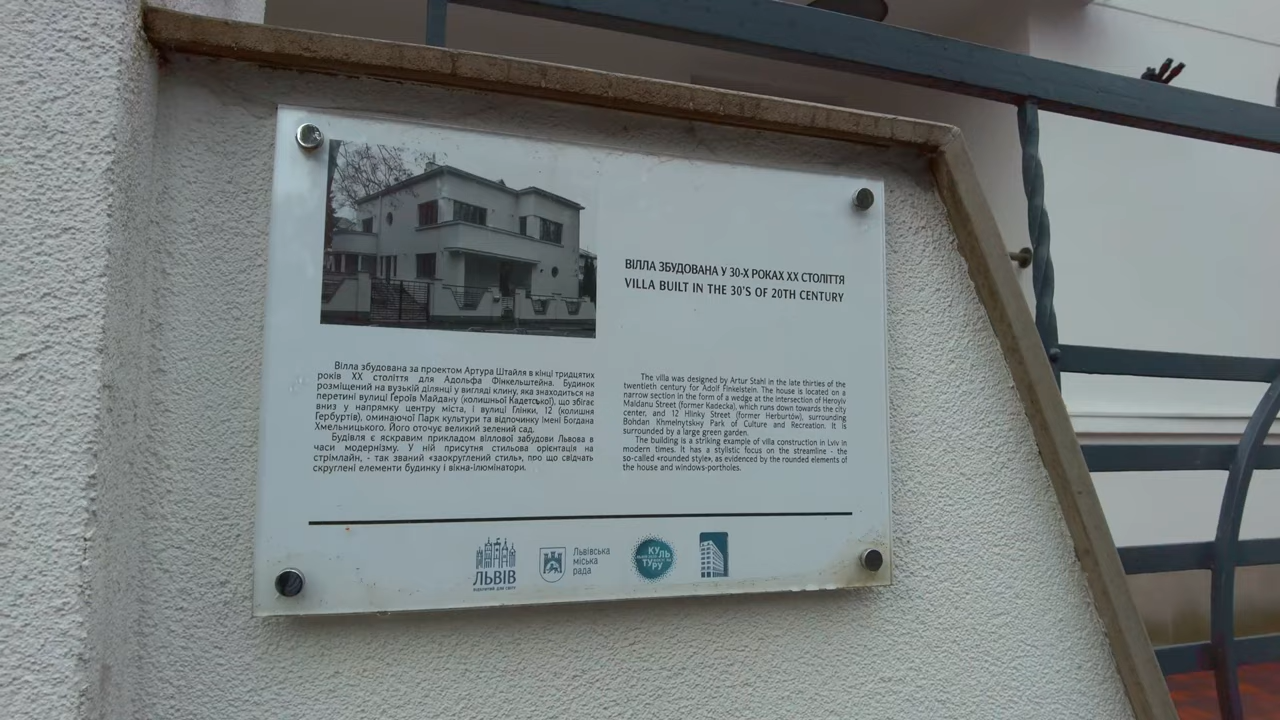 ВІЛЛА ЗБУДОВАНА У 30-Х РОКАХ ХХ СТОЛІТТЯ
VILLA BUILT IN THE 30'S OF 20TH CENTURY
Вілла збудована за проектом Артура Штайля в кінці тридцятих
років ХХ століття для Адольфа Фінкельштейна. Будинок
розміщений на вузькій ділянці у вигляді клину, яка знаходиться на
перетині вулиці Героїв Майдану (колишньої Кадетської), що збігає
вниз у напрямку центру міста, і вулиці Глінки, 12 (колишня
Гербуртів), оминаючої Парк культури та відпочинку імені Богдана
Хмельницького. Його оточує великий зелений сад.
Будівля є яскравим прикладом віллової забудови Львова в
часи модернізму. У ній присутня стильова орієнтація на
стрімлайн, - так званий «заокруглений стиль», про що свідчать
скруглені елементи будинку і вікна-ілюмінатори.
The villa was designed by Artur Stahl in the late thirties of the
twentieth century for Adolf Finkelstein. The house is located on a
narrow section in the form of a wedge at the intersection of Heroyiv
Maidanu Street (former Kadecka), which runs down towards the city
center, and 12 Hlinky Street (former Herburtów), surrounding
Bohdan Khmelnytskny Park of Culture and Recreation. It is
surrounded by a large green garden.
The building is a striking example of villa construction in Lviv in
modern times. It has a stylistic focus on the streamline - the
so-called «rounded style», as evidenced by the rounded elements of
the house and windows-portholes.
ЛЬВІВ
відкритий для світу
Львівська
міська
рада
КУЛЬ
ТУ
РУ